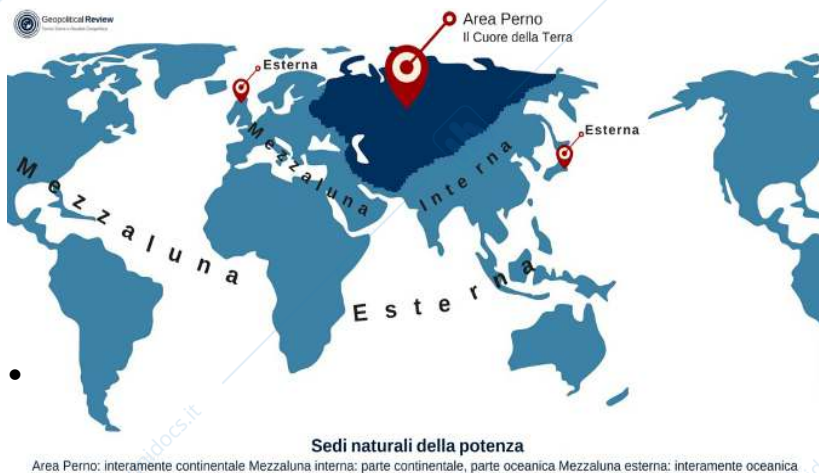 Geopolitical Review
Area Perno
Il Cuore della Terra
Esterna
Esterna
Mezzaluna
Interna
Mezzaluna
Esterna
Sedi naturali della potenza
Area Perno: interamente continentale Mezzaluna interna: parte continentale, parte oceanica Mezzaluna esterna: interamente oceanica